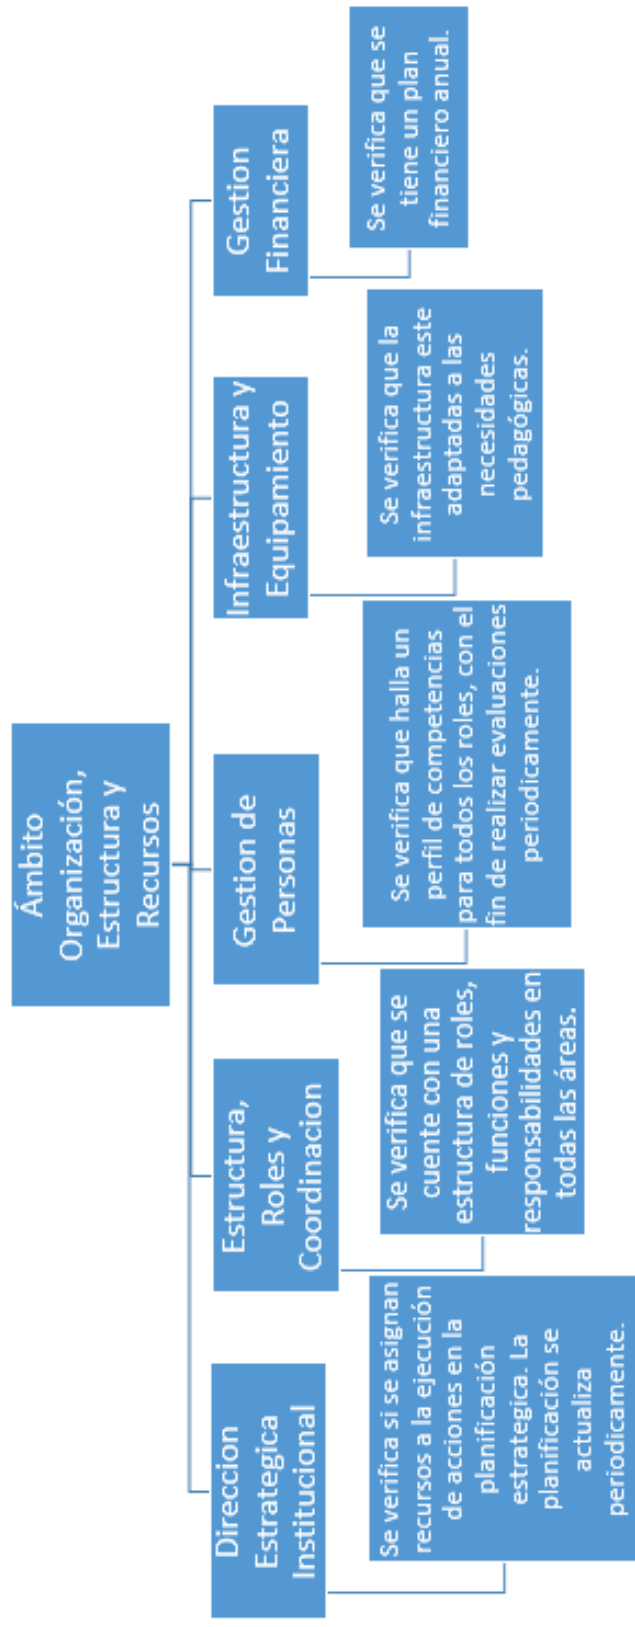 Ámbito
Organización,
Estructura y
Recursos
Direccion
Estrategica
Institucional
Se verifica si se asignan
recursos a la ejecución
de acciones en la
planificación
estrategica. La
planificación se
actualiza
periodicamente.
Estructura,
Roles y
Coordinacion
Se verifica que se
cuente con una
estructura de roles,
funciones y
responsabilidades en
todas las áreas.
Gestion de
Personas
Se verifica que halla un
perfil de competencias
para todos los roles, con el
fin de realizar evaluaciones
periodicamente.
Infraestructura y
Equipamiento
Se verifica que la
infraestructura este
adaptadas a las
necesidades
pedagógicas.
Gestion
Financiera
Se verifica que se
tiene un plan
financiero anual.